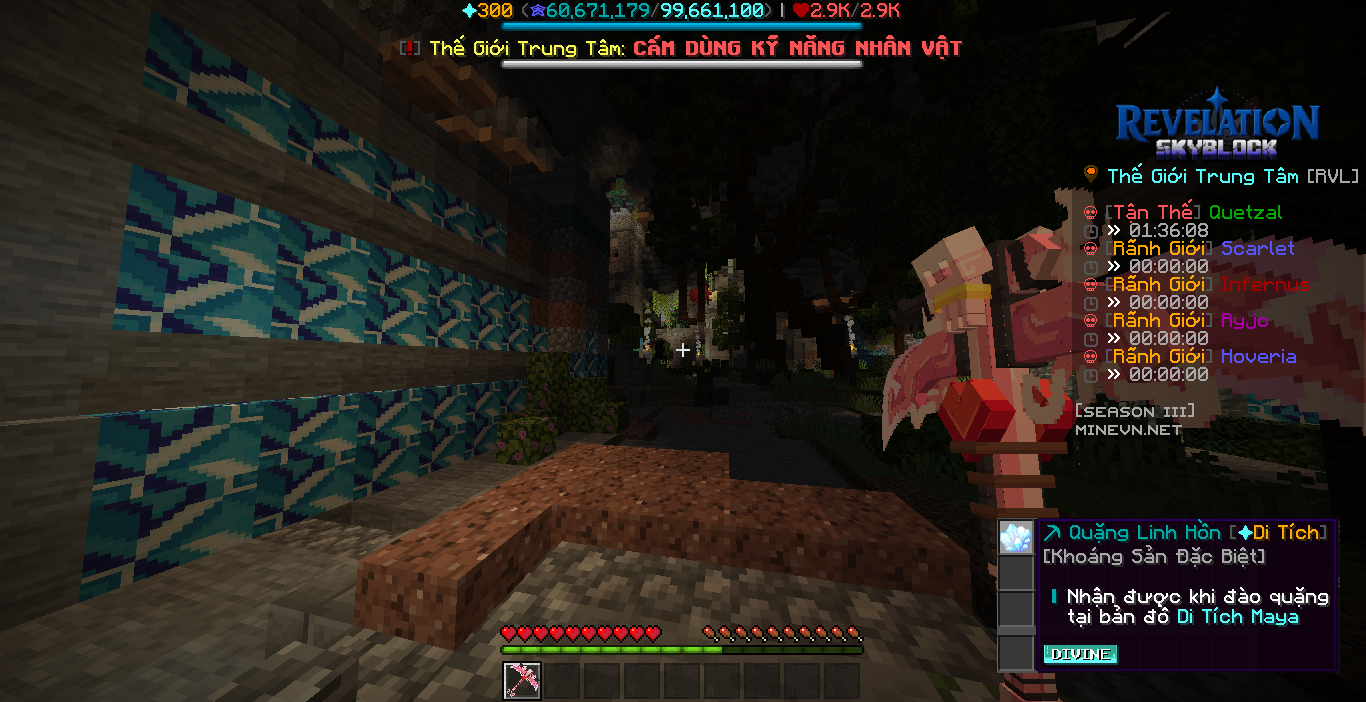 300 (60,671,179/99,661,100) | 2.9K/2.9K
[!] Thế Giới Trung Tâm: CẤM DÙNG KỸ NĂNG NHÂN VẬT
REVELATION
SKYBLOCK
Thế Giới Trung Tâm [RVL]
[Tận Thế] Quetzal
» 01:36:08
[Rãnh Giới] Scarlet
» 00:00:00
[Rãnh Giới] Infernus
» 00:00:00
[Rãnh Giới] Ryjo
» 00:00:00
[Rãnh Giới] Hoveria
» 00:00:00
[SEASON III]
MINEVN.NET
Quặng Linh Hồn [Di Tích]
[Khoáng Sản Đặc Biệt]
Nhận được khi đào quặng
tại bản đồ Di Tích Maya
DIVINE